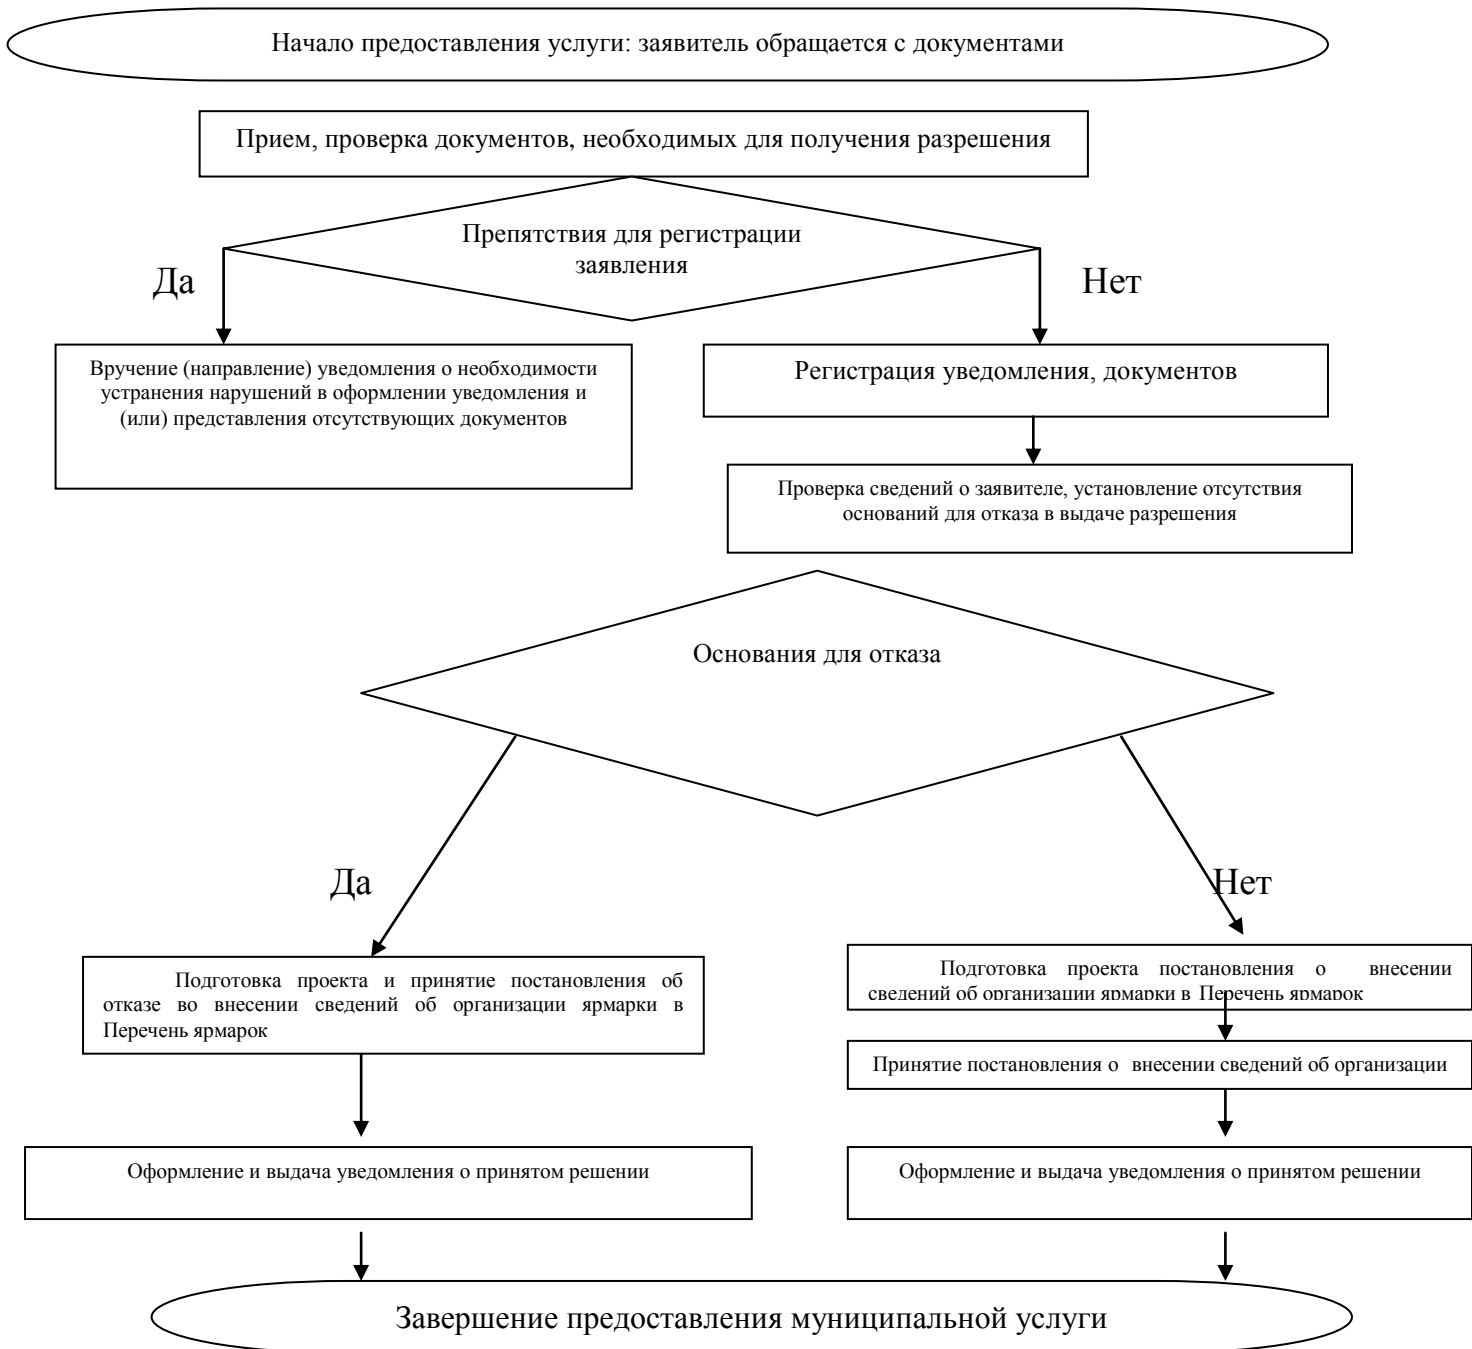 Начало предоставления услуги: заявитель обращается с документами
Прием, проверка документов, необходимых для получения разрешения
Препятствия для регистрации
заявления
Да
Нет
Вручение (направление) уведомления о необходимости
устранения нарушений в оформлении уведомления и
(или) представления отсутствующих документов
Регистрация уведомления, документов
Проверка сведений о заявителе, установление отсутствия
оснований для отказа в выдаче разрешения
Основания для отказа
Да
Нет
Подготовка проекта и принятие постановления об
отказе во внесении сведений об организации ярмарки в
Перечень ярмарок
Подготовка проекта постановления о внесении
сведений об организации ярмарки в Перечень ярмарок
Принятие постановления о внесении сведений об организации
Оформление и выдача уведомления о принятом решении
Оформление и выдача уведомления о принятом решении
Завершение предоставления муниципальной услуги